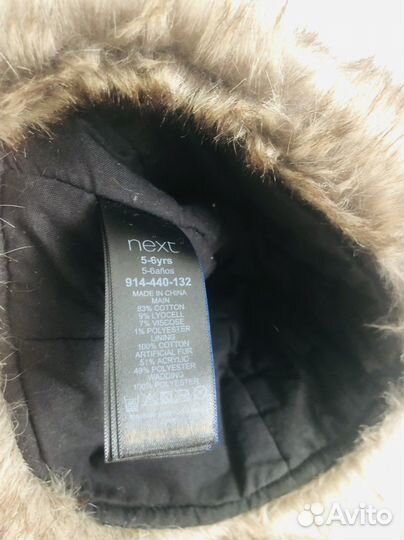 next
5-6yrs
5-6años
914-440-132
MADE IN CHINA
MAIN
83% COTTON
9% LYOCELL
7% VISCOSE
1% POLYESTER
LINING
100% COTTON
ARTIFICIAL FUR
51% ACRYLIC
49% POLYESTER
WADDING
100% POLYESTER
Avito